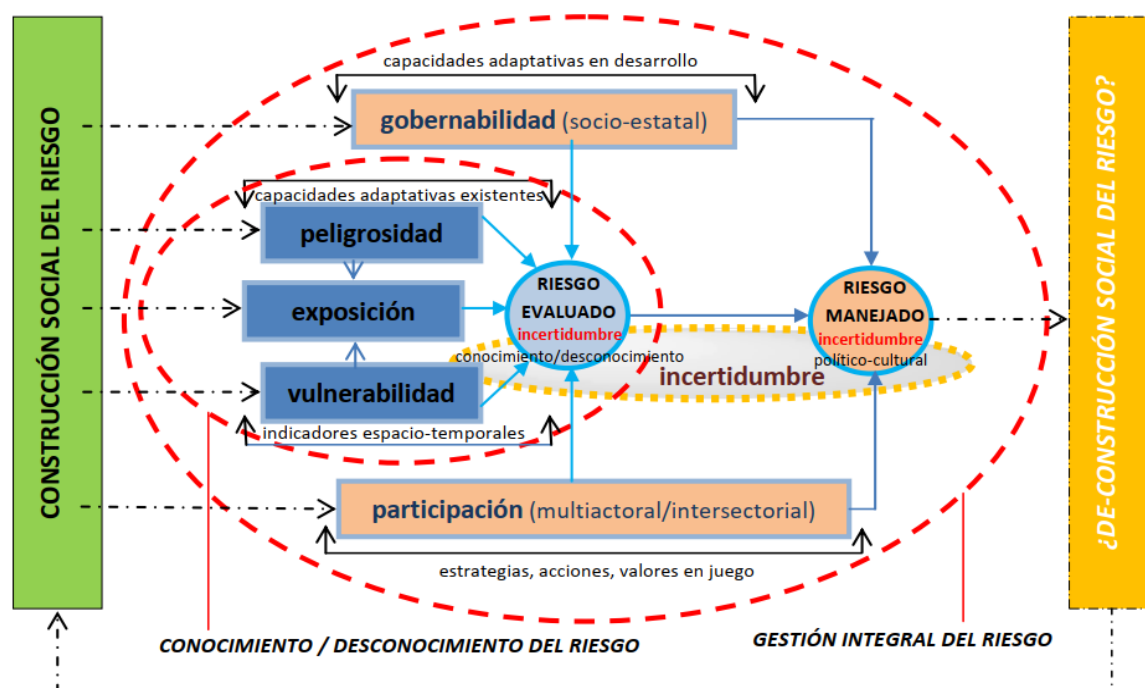 CONSTRUCCIÓN SOCIAL DEL RIESGO
capacidades adaptativas en desarrollo
gobernabilidad (socio-estatal)
capacidades adaptativas existentes
peligrosidad
exposición
vulnerabilidad
indicadores espacio-temporales
RIESGO
EVALUADO
incertidumbre
conocimiento/desconocimiento
incertidumbre
RIESGO
MANEJADO
incertidumbre
político-cultural
participación (multiactoral/intersectorial)
estrategias, acciones, valores en juego
CONOCIMIENTO / DESCONOCIMIENTO DEL RIESGO
GESTIÓN INTEGRAL DEL RIESGO
¿DE-CONSTRUCCIÓN SOCIAL DEL RIESGO?